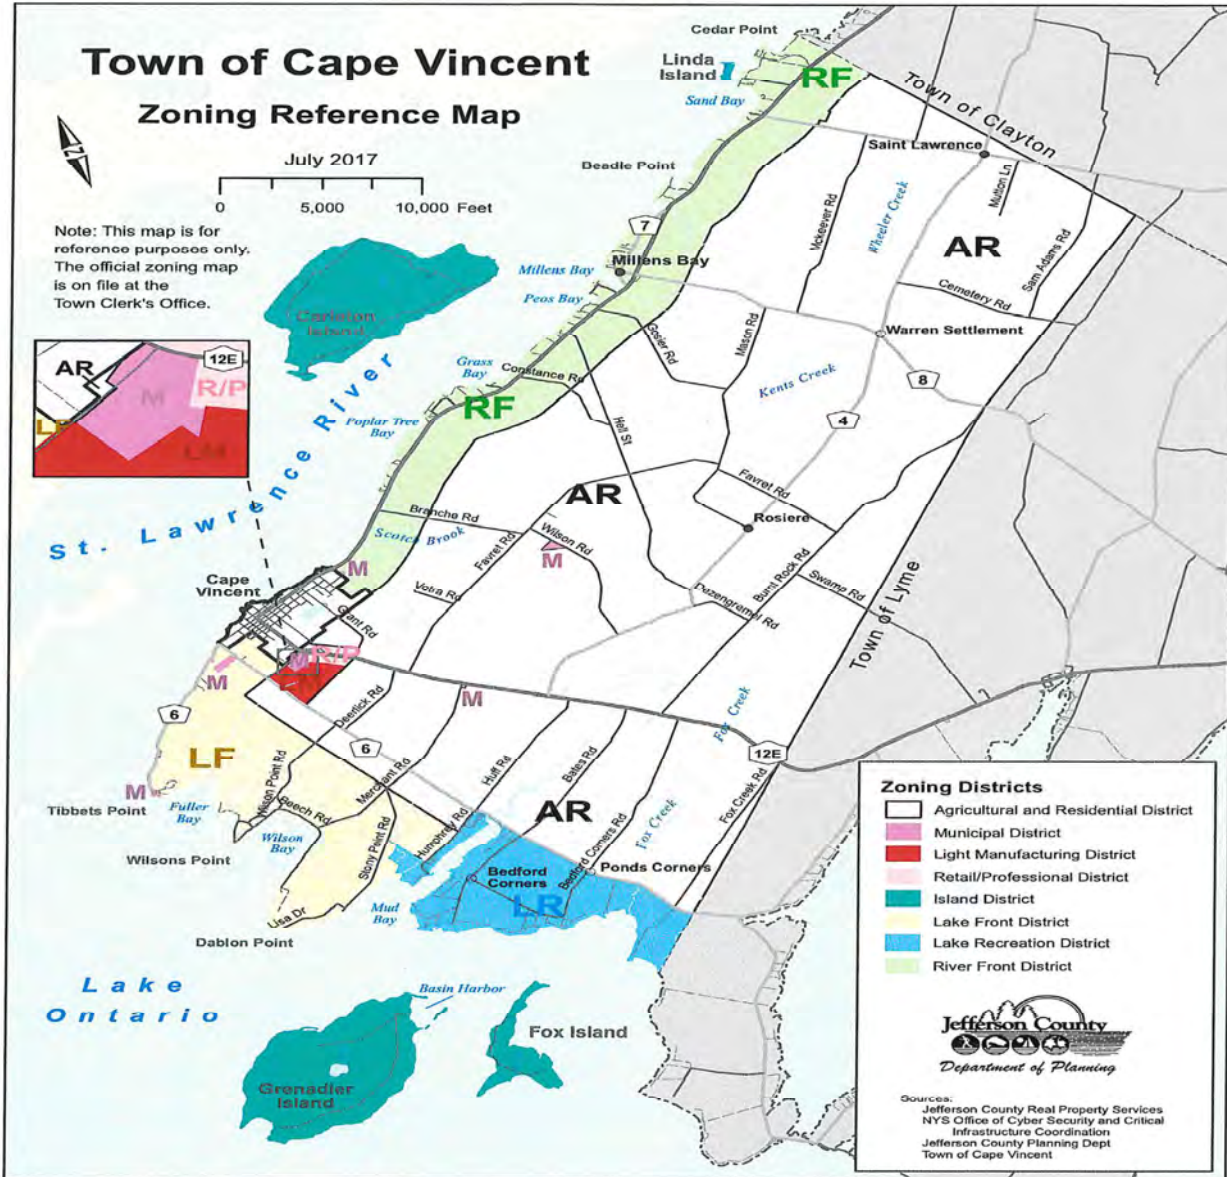 Town of Cape Vincent
Zoning Reference Map
July 2017
0 5,000 10,000 Feet
Note: This map is for
reference purposes only.
The official zoning map
is on file at the
Town Clerk's Office.
N
Cedar Point
Linda
Island
Sand Bay
RF
Town of Clayton
Saint Lawrence
Mutton Ln
Beadle Point
Mckeever Rd
Wheeler Creek
AR
Sam Adams Rd
7
Millens Bay
Millens Bay
Peos Bay
Cemetery Rd
Carleton
Island
Gosier Rd
Mason Rd
Warren Settlement
AR
12E
M
R/P
LF
LM
Grass
Bay
Constance Rd
Kents Creek
8
RF
Poplar Tree
Bay
Hell St
4
St. Lawrence River
AR
Favret Rd
Branche Rd
Rosiere
Scotch Brook
Favret Rd
Wilson Rd
M
M
Cape
Vincent
Votra Rd
Burnt Rock Rd
Swamp Rd
Dezengremel Rd
Town of Lyme
Giant Rd
R/P
M
LM
M
M
6
Deerlick Rd
6
Fox Creek
12E
LF
Wilson Point Rd
Merchant Rd
Huff Rd
Bates Rd
M
Tibbets Point
Fuller
Bay
Beech Rd
AR
Fox Creek
Fox Creek Rd
Wilson
Bay
Wilsons Point
Stony Point Rd
Humphrey Rd
Bedford Corners Rd
Bedford
Corners
Ponds Corners
LR
Mud
Bay
Lisa Dr
Dablon Point
Lake
Ontario
Basin Harbor
Fox Island
Grenadier
Island
Zoning Districts
Agricultural and Residential District
Municipal District
Light Manufacturing District
Retail/Professional District
Island District
Lake Front District
Lake Recreation District
River Front District
Jefferson County
Department of Planning
Sources:
Jefferson County Real Property Services
NYS Office of Cyber Security and Critical
Infrastructure Coordination
Jefferson County Planning Dept
Town of Cape Vincent